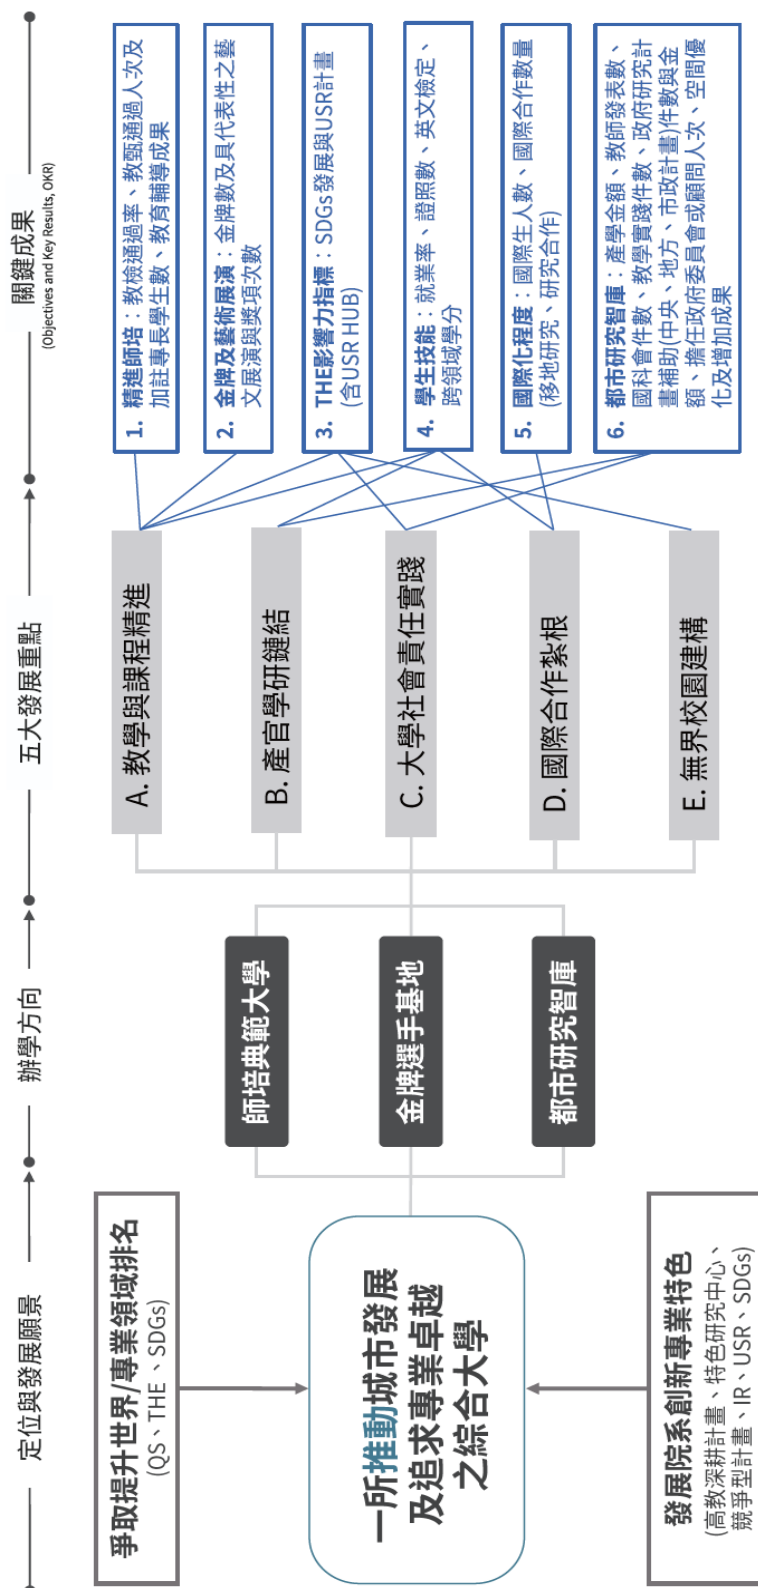 定位與發展願景
辦學方向
五大發展重點
關鍵成果
(Objectives and Key Results, OKR)
爭取提升世界/專業領域排名
(QS、THE、SDGs)
一所推動城市發展
及追求專業卓越
之綜合大學
發展院系創新專業特色
(高教深耕計畫、特色研究中心、
競爭型計畫、IR、USR、SDGs)
師培典範大學
金牌選手基地
都市研究智庫
A. 教學與課程精進
B. 產官學研鏈結
C. 大學社會責任實踐
D. 國際合作紮根
E. 無界校園建構
1. 精進師培：教檢通過率、教甄通過人次及
加註專長學生數、教育輔導成果
2. 金牌及藝術展演：金牌數及具代表性之藝
文展演與獎項次數
3. THE影響力指標：SDGs發展與USR計畫
(含USR HUB)
4. 學生技能：就業率、證照數、英文檢定、
跨領域學分
5. 國際化程度：國際生人數、國際合作數量
(移地研究、研究合作)
6. 都市研究智庫：產學金額、教師發表數、
國科會件數、教學實踐件數、政府研究計
畫補助(中央、地方、市政計畫)件數與金
額、擔任政府委員會或顧問人次、空間優
化及增加成果